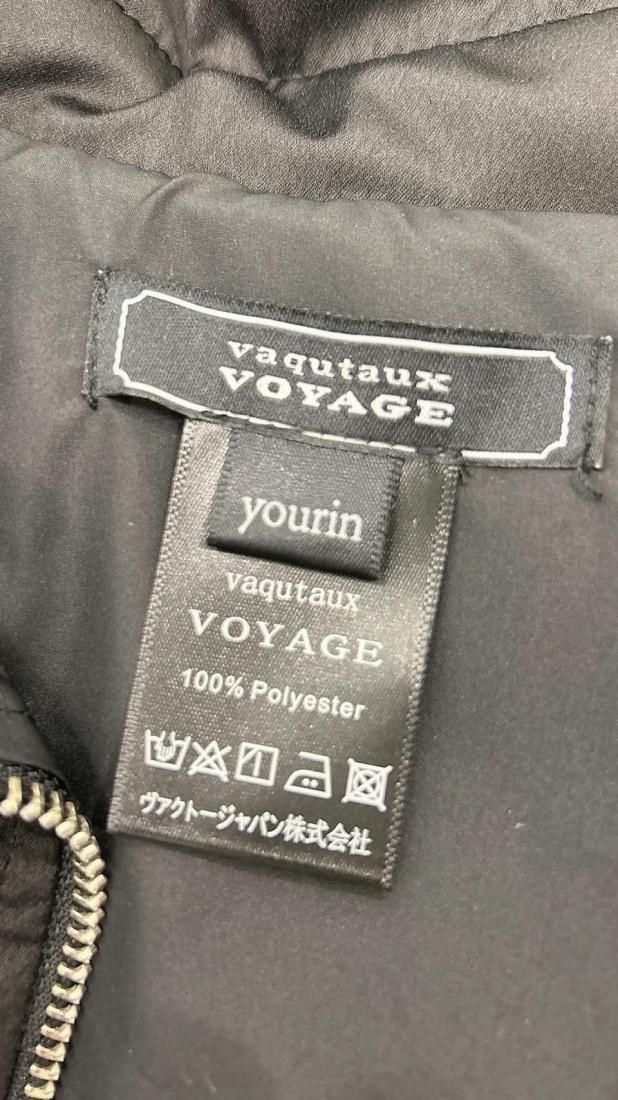 vaqutaux
VOYAGE
yourin
vaqutaux
VOYAGE
100% Polyester
ヴァクトージャパン株式会社